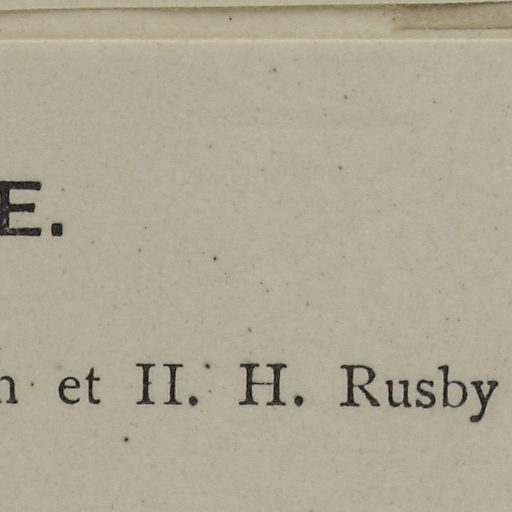 E.
n et H. H. Rusby